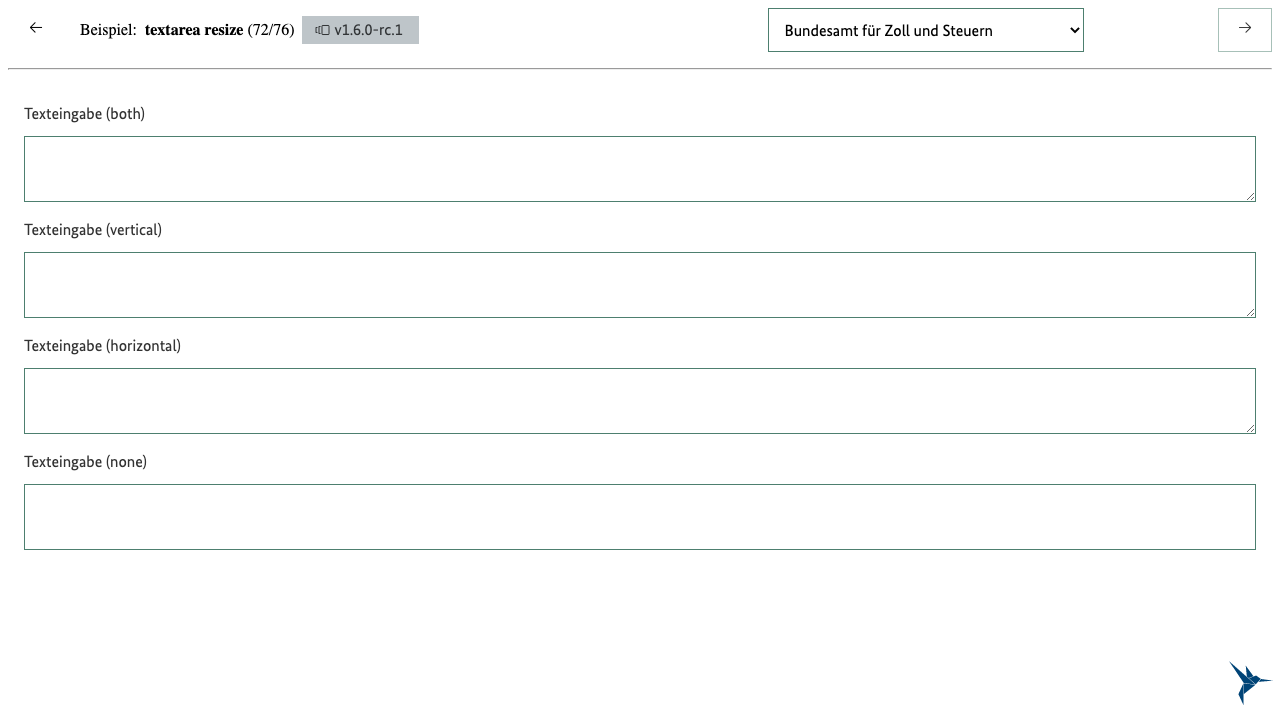 Beispiel: textarea resize (72/76) v1.6.0-rc.1 Bundesamt für Zoll und Steuern
Texteingabe (both)
Texteingabe (vertical)
Texteingabe (horizontal)
Texteingabe (none)